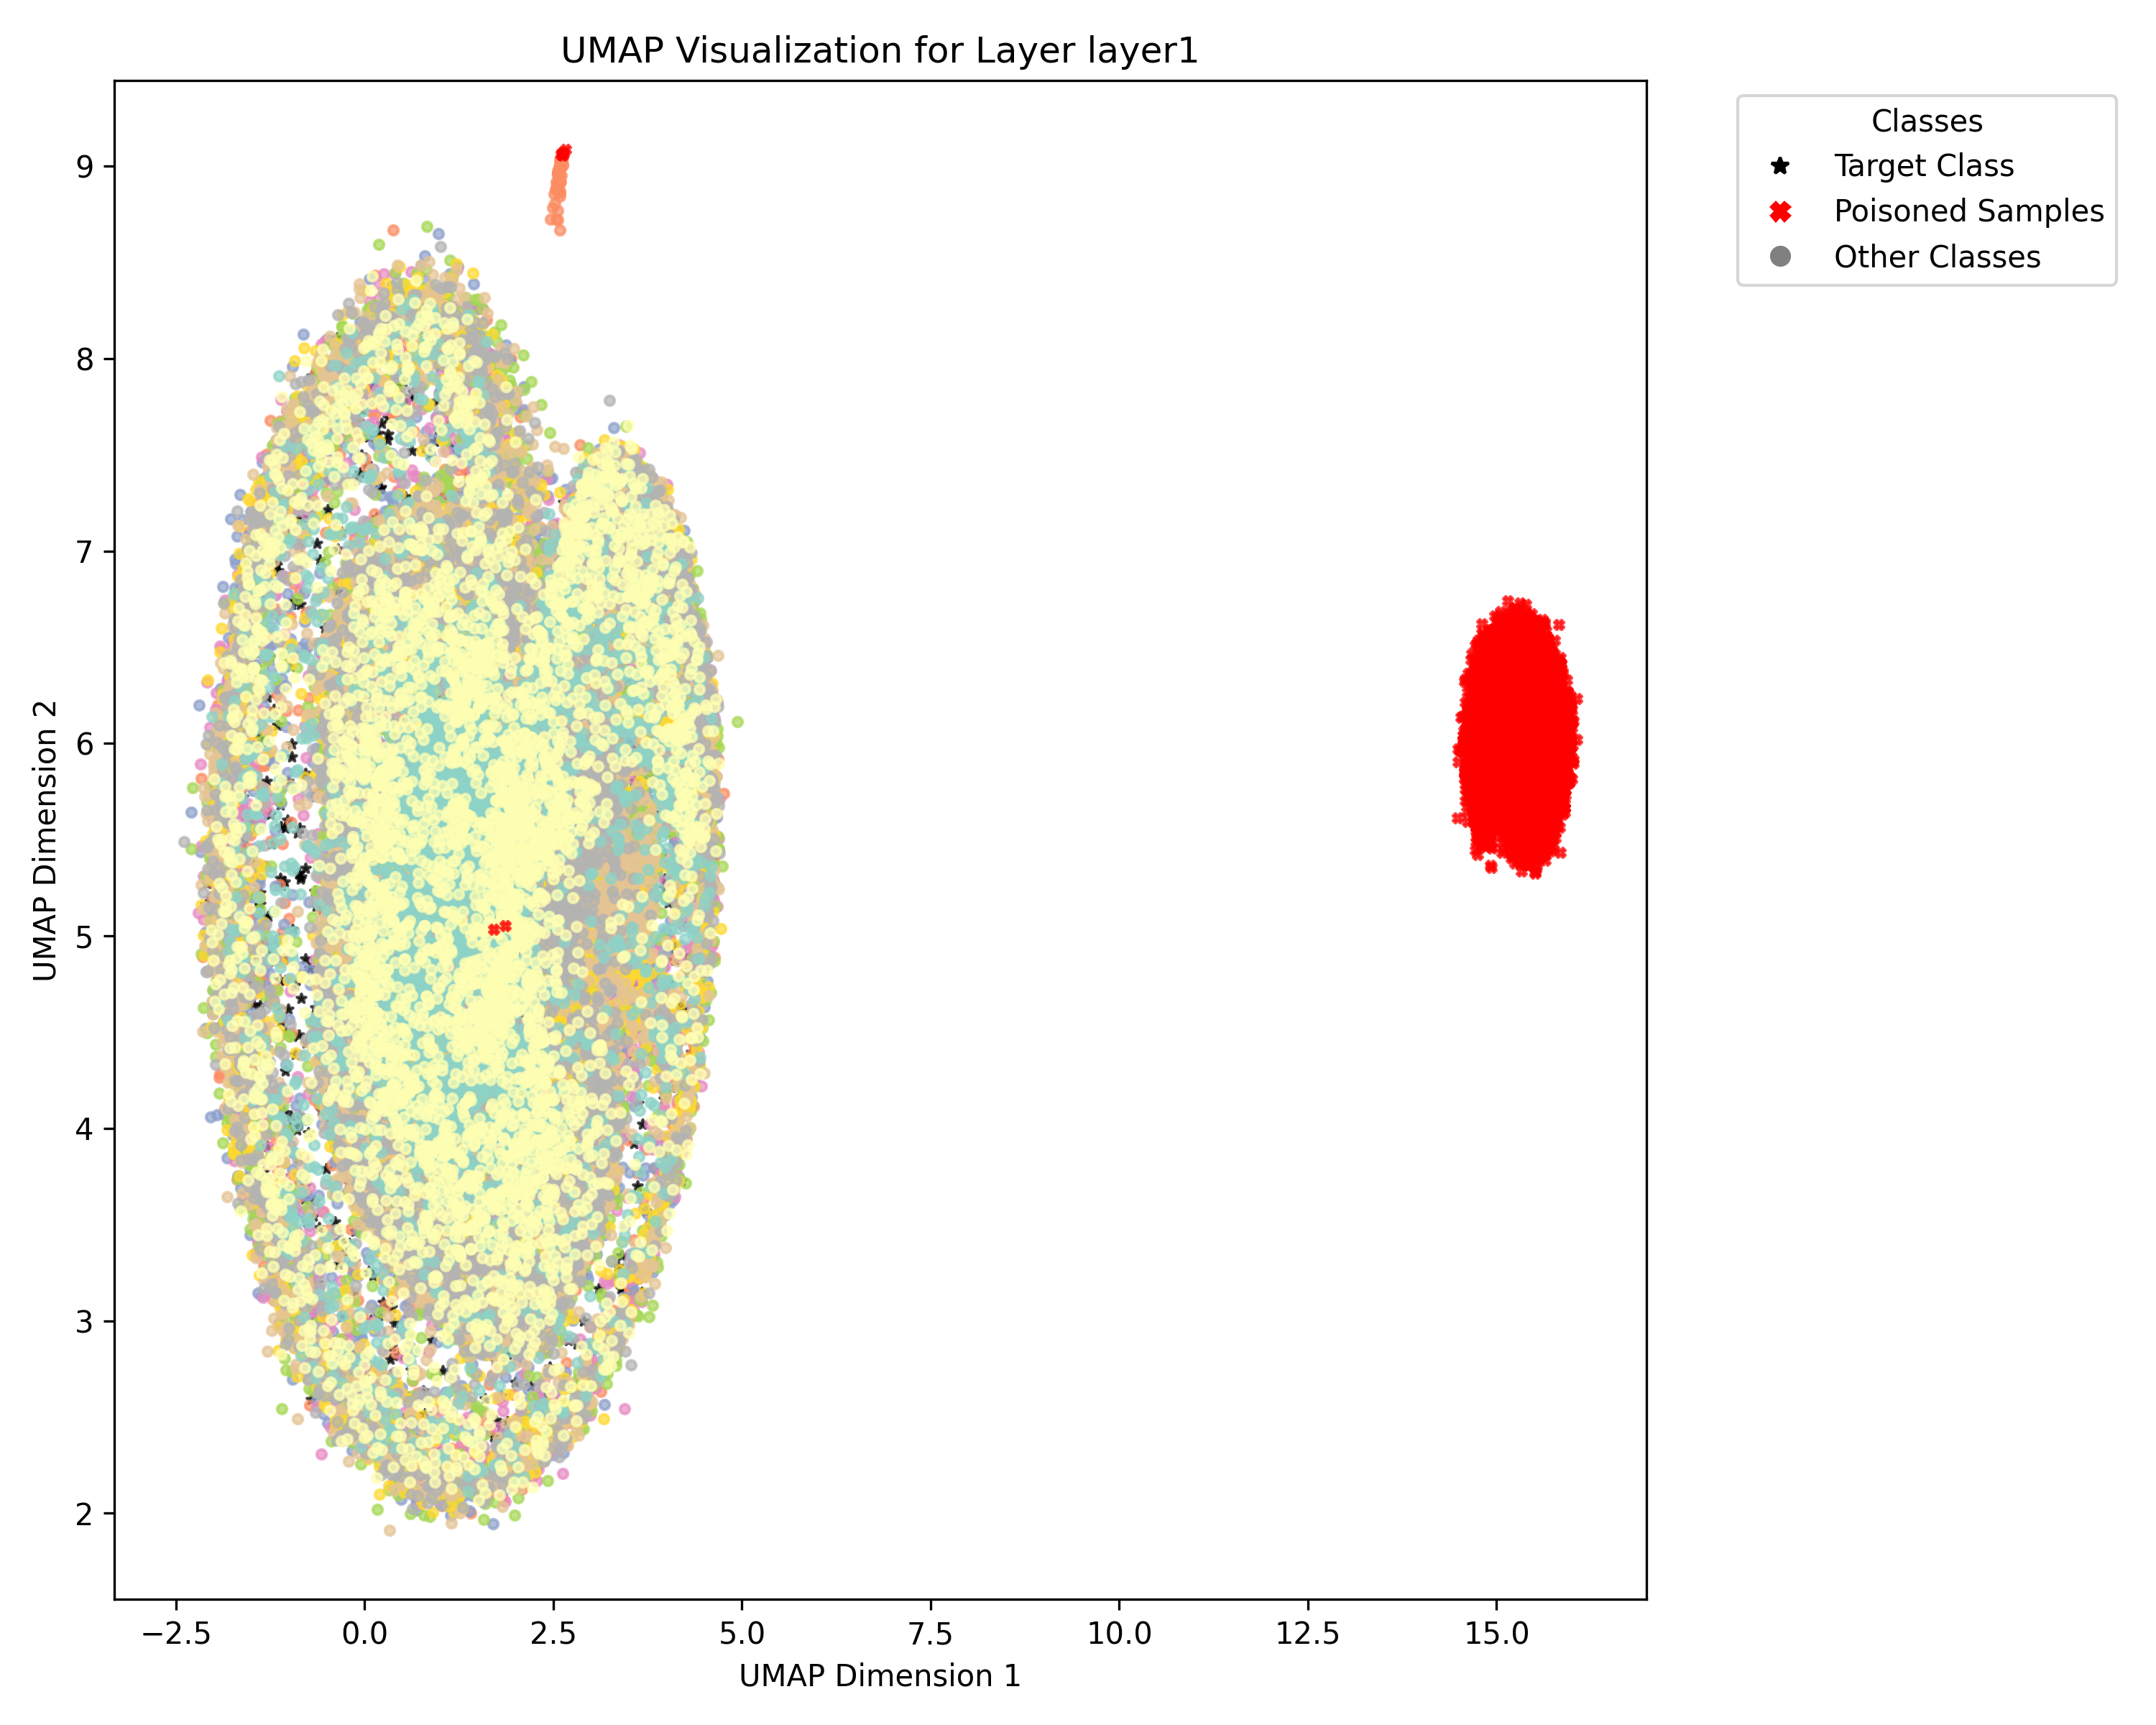 UMAP Visualization for Layer layer1
Classes
Target Class
Poisoned Samples
Other Classes
9
8
7
6
5
4
3
2
UMAP Dimension 2
−2.5 0.0 2.5 5.0 7.5 10.0 12.5 15.0
UMAP Dimension 1